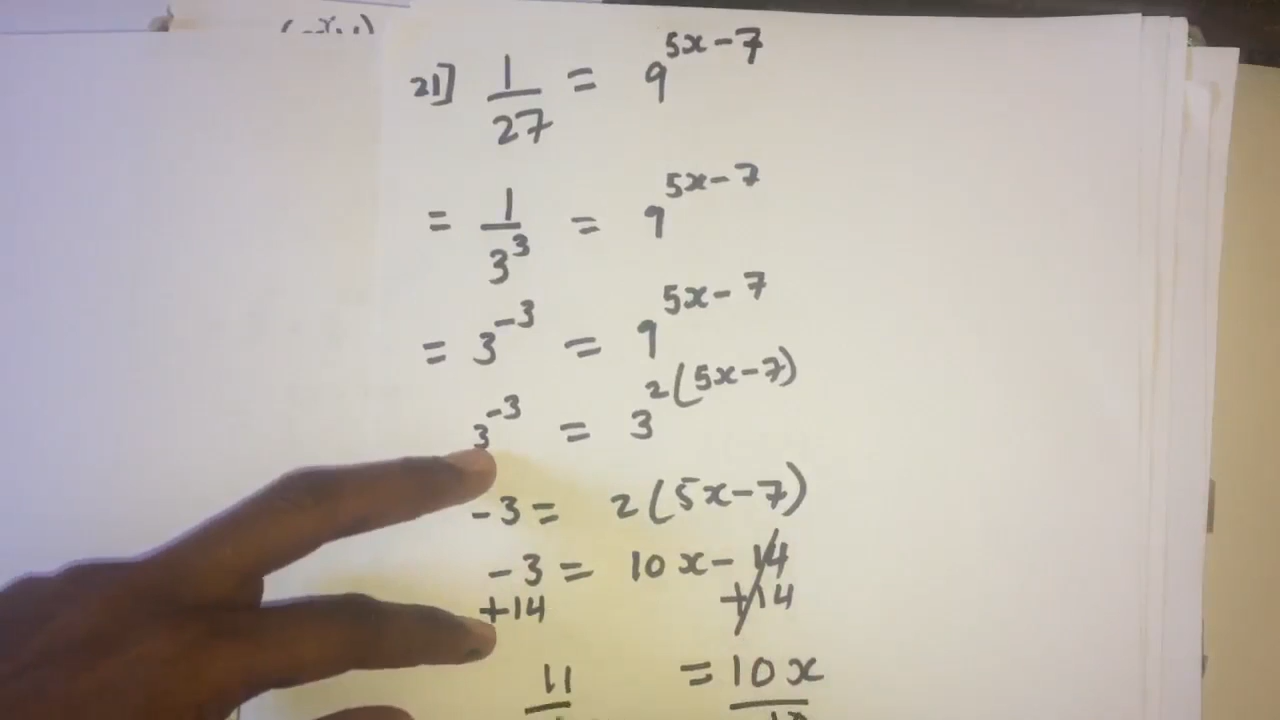 21] 1/27 = 9^(5x-7)
= 1/3^3 = 9^(5x-7)
= 3^-3 = 9^(5x-7)
3^-3 = 3^2(5x-7)
-3 = 2(5x-7)
-3 = 10x-14
+14 +14
11 = 10x